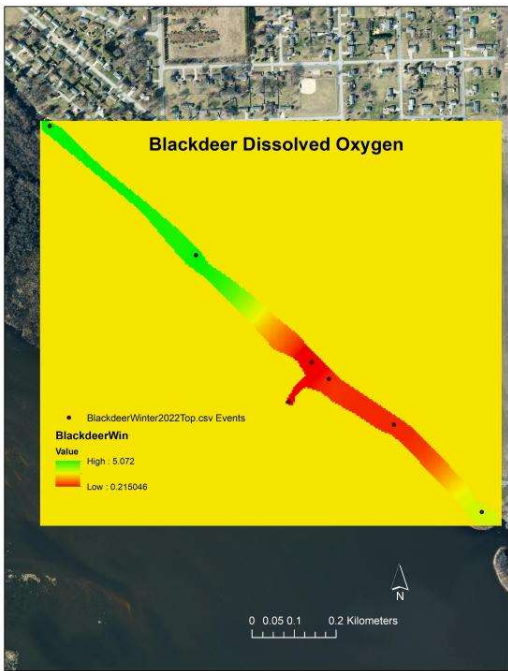 Blackdeer Dissolved Oxygen
BlackdeerWinter2022Top.csv Events
BlackdeerWin
Value
High : 5.072
Low : 0.215046
N
0 0.05 0.1 0.2 Kilometers